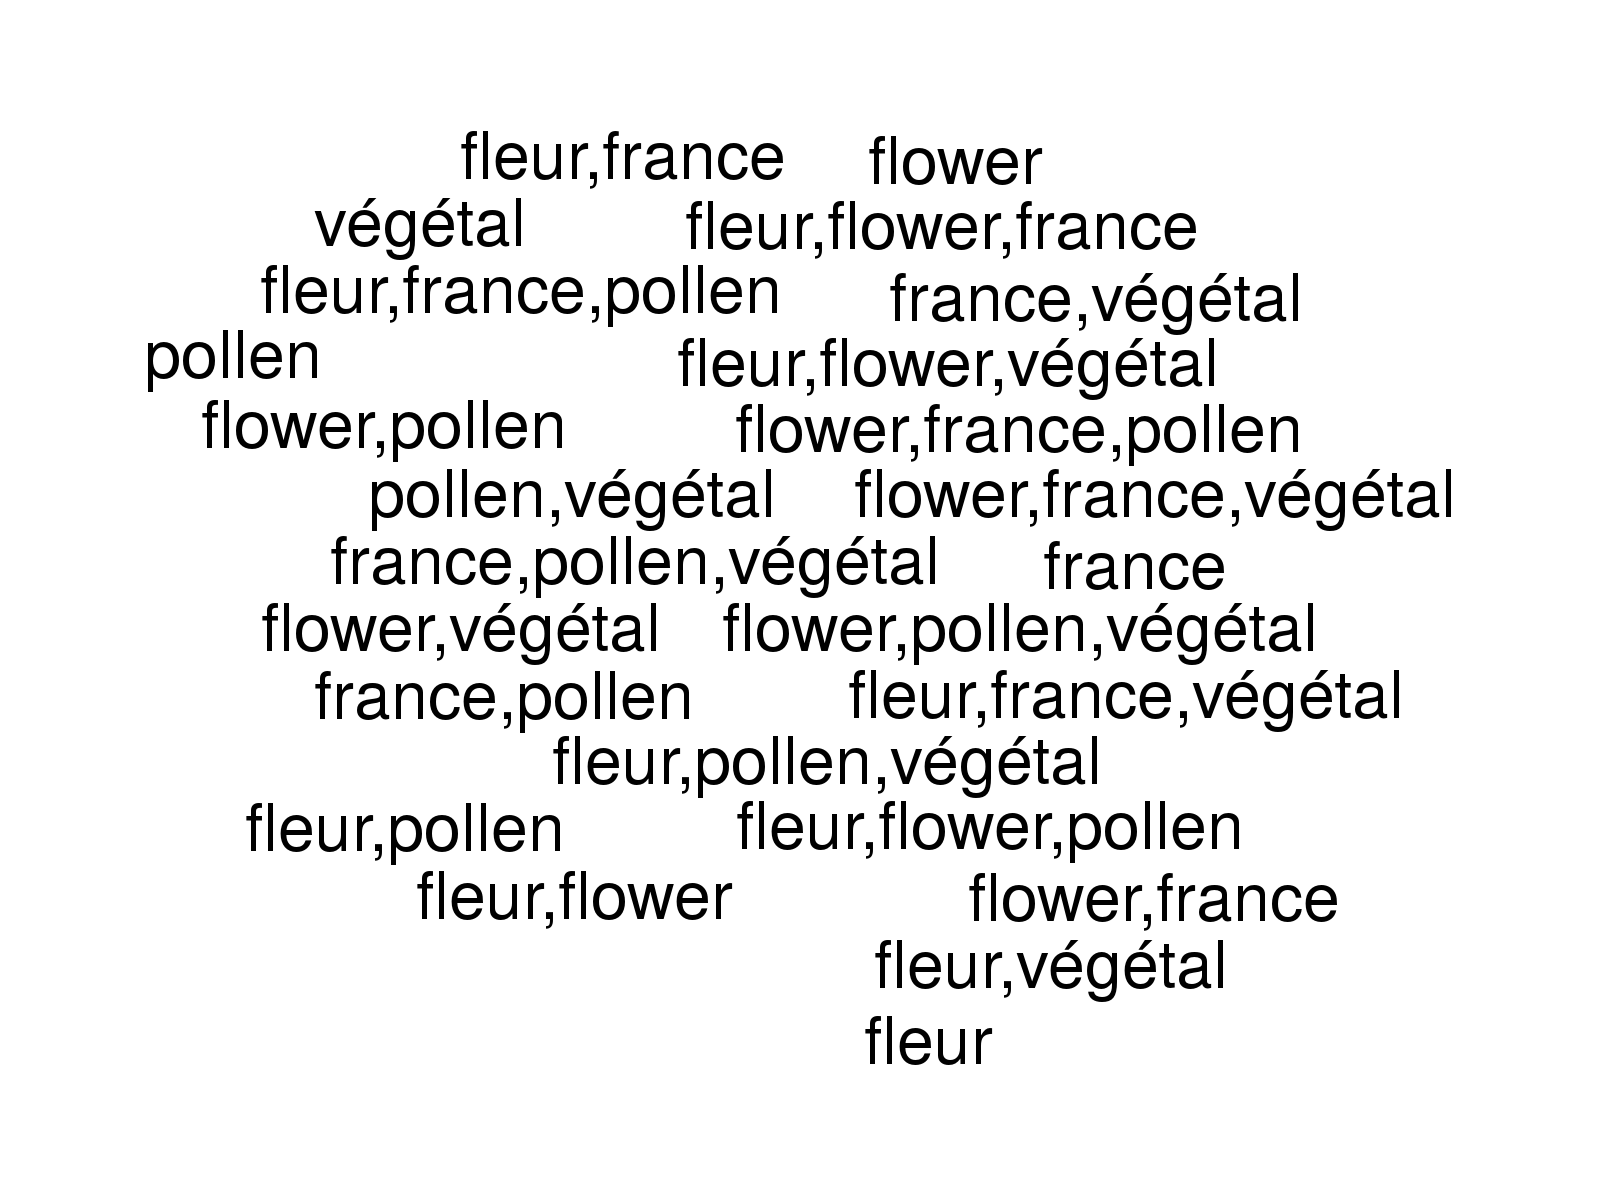 fleur,france flower
végétal fleur,flower,france
fleur,france,pollen france,végétal
pollen fleur,flower,végétal
flower,pollen flower,france,pollen
pollen,végétal flower,france,végétal
france,pollen,végétal france
flower,végétal flower,pollen,végétal
france,pollen fleur,france,végétal
fleur,pollen,végétal
fleur,pollen fleur,flower,pollen
fleur,flower flower,france
fleur,végétal
fleur